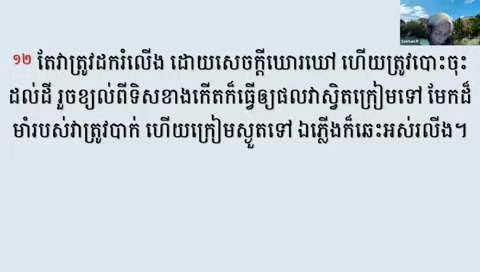 ១២ តែវាត្រូវដករំលើង ដោយសេចក្ដីឃោរឃៅ ហើយត្រូវបោះចុះ
ដល់ដី រួចខ្យល់ពីទិសខាងកើតក៏ធ្វើឲ្យផលវាស្វិតក្រៀមទៅ មែកដ៏
មាំរបស់វាត្រូវបាក់ ហើយក្រៀមស្ងួតទៅ ឯភ្លើងក៏ឆេះអស់រលីង។